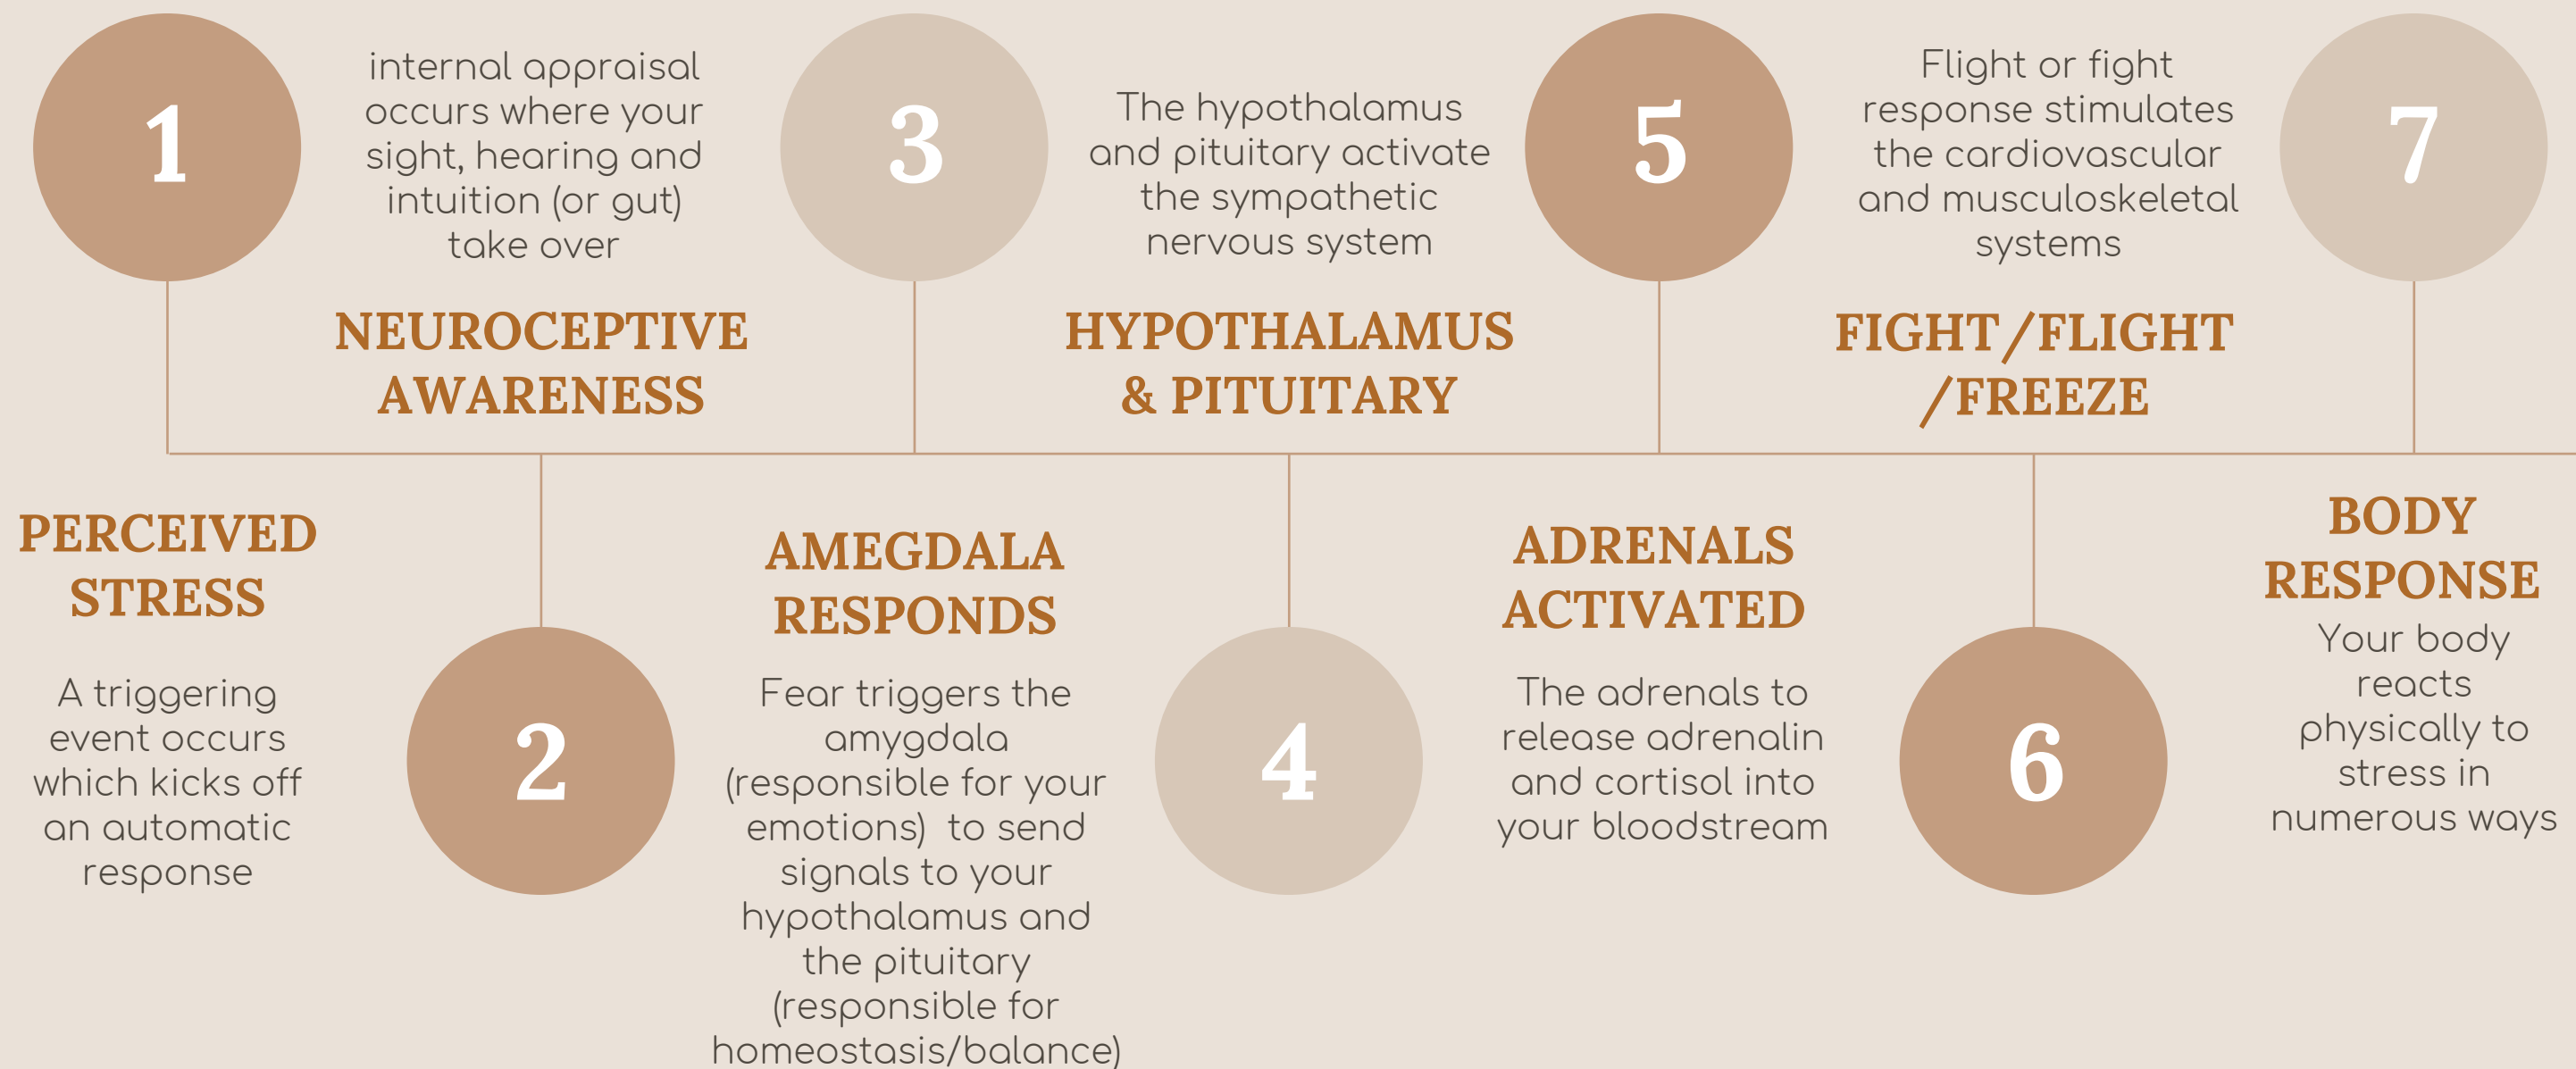 1
PERCEIVED
STRESS
A triggering
event occurs
which kicks off
an automatic
response
internal appraisal
occurs where your
sight, hearing and
intuition (or gut)
take over
NEUROCEPTIVE
AWARENESS
2
3
AMEGDALA
RESPONDS
Fear triggers the
amygdala
(responsible for your
emotions)  to send
signals to your
hypothalamus and
the pituitary
(responsible for
homeostasis/balance)
The hypothalamus
and pituitary activate
the sympathetic
nervous system
HYPOTHALAMUS
& PITUITARY
4
5
ADRENALS
ACTIVATED
The adrenals to
release adrenalin
and cortisol into
your bloodstream
Flight or fight
response stimulates
the cardiovascular
and musculoskeletal
systems
FIGHT/FLIGHT
/FREEZE
6
7
BODY
RESPONSE
Your body
reacts
physically to
stress in
numerous ways